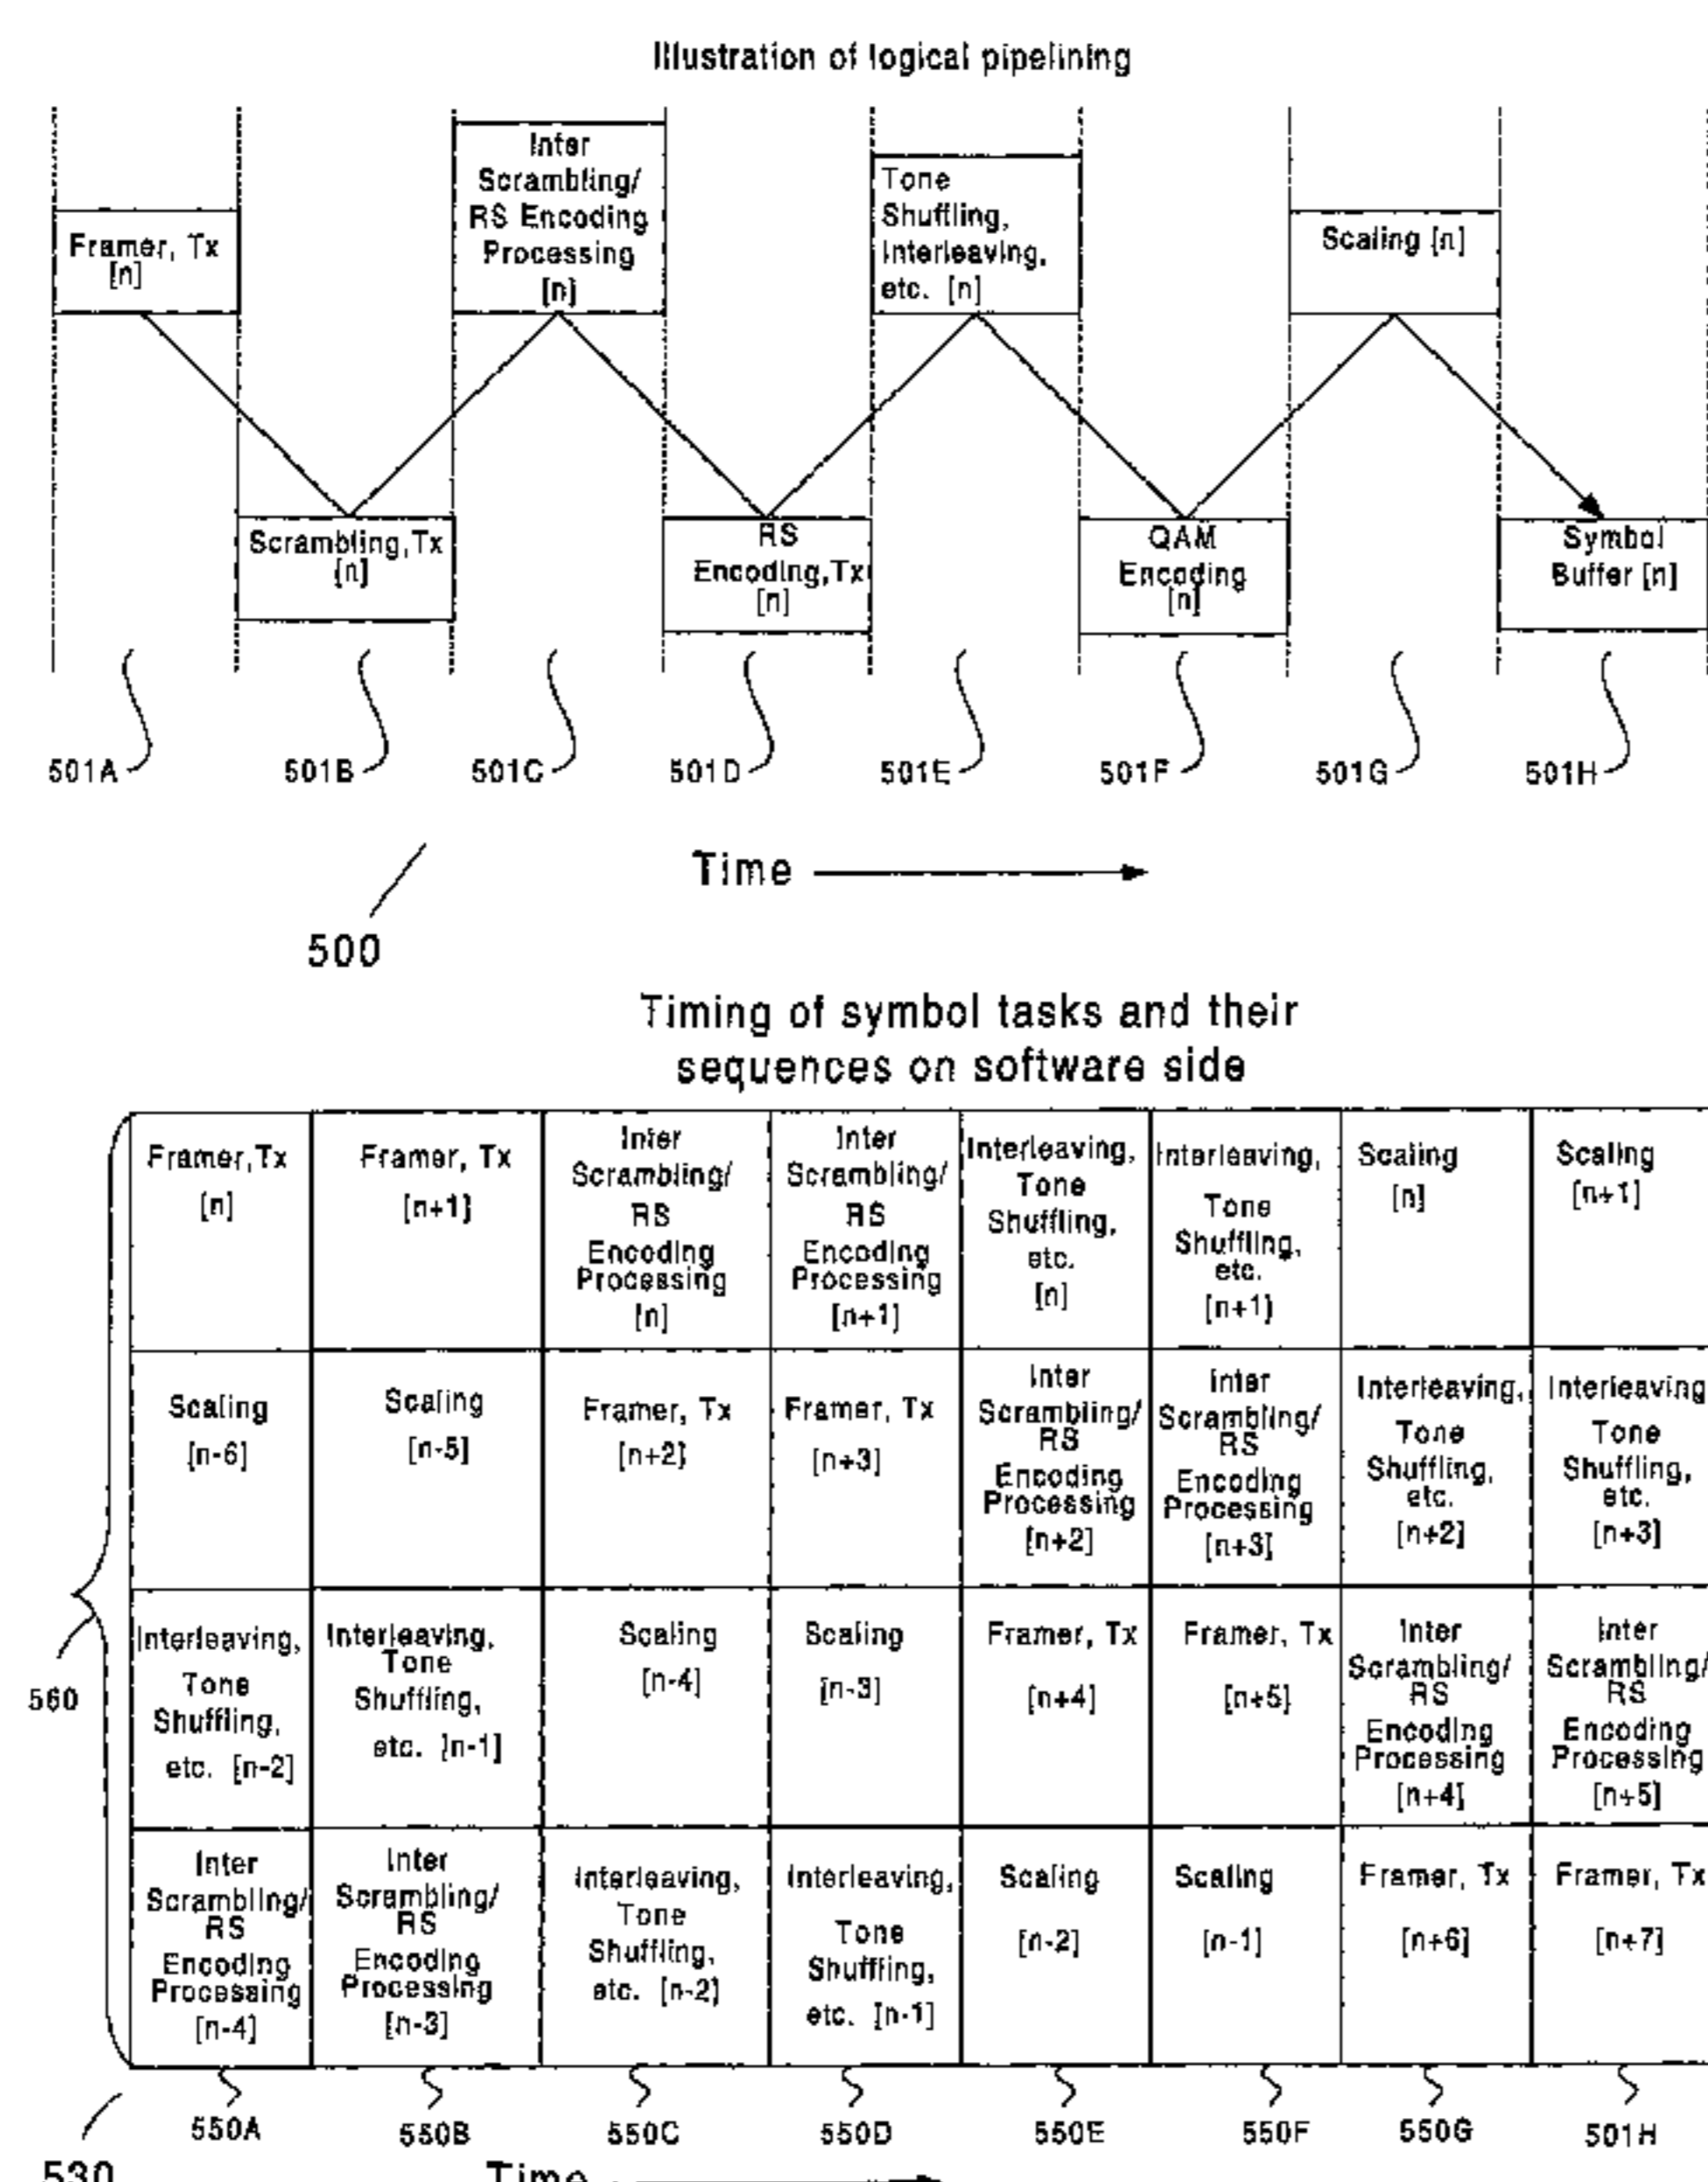 Illustration of logical pipelining
Framer, Tx
[n]
Inter
Scrambling/
RS Encoding
Processing
[n]
Tone
Shuffling,
Interleaving,
etc. [n]
Scaling [n]
Scrambling,Tx
[n]
RS
Encoding,Tx
[n]
QAM
Encoding
[n]
Symbol
Buffer [n]
501A
501B
501C
501D
501E
501F
501G
501H
Time
500
Timing of symbol tasks and their
sequences on software side
Framer,Tx
[n]
Framer, Tx
[n+1]
Inter
Scrambling/
RS
Encoding
Processing
[n]
Inter
Scrambling/
RS
Encoding
Processing
[n+1]
Interleaving,
Tone
Shuffling,
etc.
[n]
Interleaving,
Tone
Shuffling,
etc.
[n+1]
Scaling
[n]
Scaling
[n+1]
Scaling
[n-6]
Scaling
[n-5]
Framer, Tx
[n+2]
Framer, Tx
[n+3]
Inter
Scrambling/
RS
Encoding
Processing
[n+2]
Inter
Scrambling/
RS
Encoding
Processing
[n+3]
Interleaving,
Tone
Shuffling,
etc.
[n+2]
Interleaving
Tone
Shuffling,
etc.
[n+3]
560
Interleaving,
Tone
Shuffling,
etc. [n-2]
Interleaving,
Tone
Shuffling,
etc. [n-1]
Scaling
[n-4]
Scaling
[n-3]
Framer, Tx
[n+4]
Framer, Tx
[n+5]
Inter
Scrambling/
RS
Encoding
Processing
[n+4]
Inter
Scrambling/
RS
Encoding
Processing
[n+5]
Inter
Scrambling/
RS
Encoding
Processing
[n-4]
Inter
Scrambling/
RS
Encoding
Processing
[n-3]
Interleaving,
Tone
Shuffling,
etc. [n-2]
Interleaving,
Tone
Shuffling,
etc. [n-1]
Scaling
[n-2]
Scaling
[n-1]
Framer, Tx
[n+6]
Framer, Tx
[n+7]
550A
550B
550C
550D
550E
550F
550G
501H
530
Time